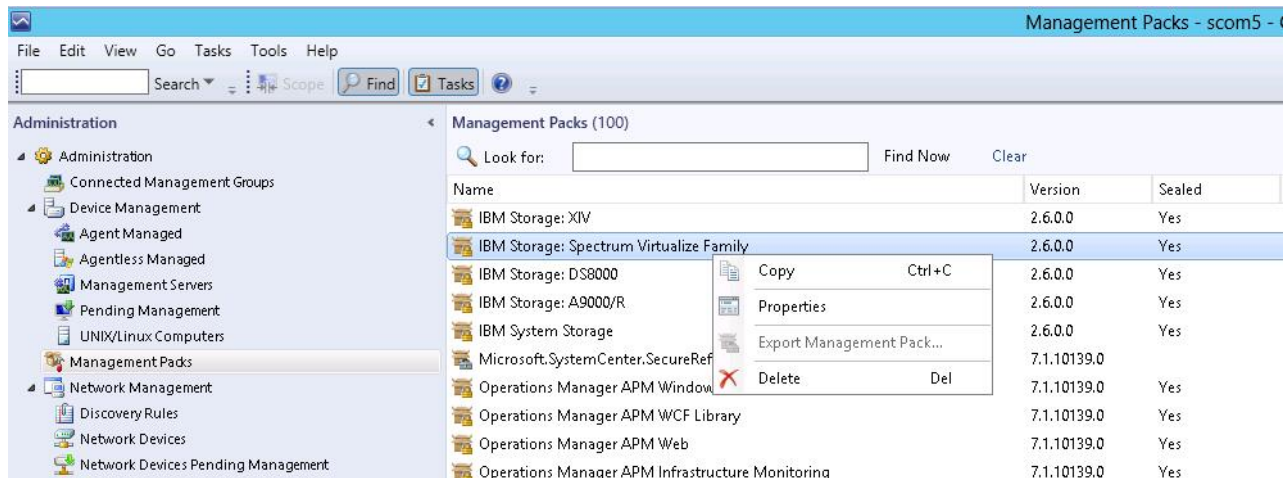 Management Packs - scom5 -
File Edit View Go Tasks Tools Help
Search Scope Find Tasks
Administration
Administration
Connected Management Groups
Device Management
Agent Managed
Agentless Managed
Management Servers
Pending Management
UNIX/Linux Computers
Management Packs
Network Management
Discovery Rules
Network Devices
Network Devices Pending Management
Management Packs (100)
Look for: Find Now Clear
Name Version Sealed
IBM Storage: XIV 2.6.0.0 Yes
IBM Storage: Spectrum Virtualize Family 2.6.0.0 Yes
IBM Storage: DS8000 2.6.0.0 Yes
IBM Storage: A9000/R 2.6.0.0 Yes
IBM System Storage 2.6.0.0 Yes
Microsoft.SystemCenter.SecureRef 7.1.10139.0
Operations Manager APM Window 7.1.10139.0 Yes
Operations Manager APM WCF Library 7.1.10139.0 Yes
Operations Manager APM Web 7.1.10139.0 Yes
Operations Manager APM Infrastructure Monitoring 7.1.10139.0 Yes
Copy Ctrl+C
Properties
Export Management Pack...
Delete Del